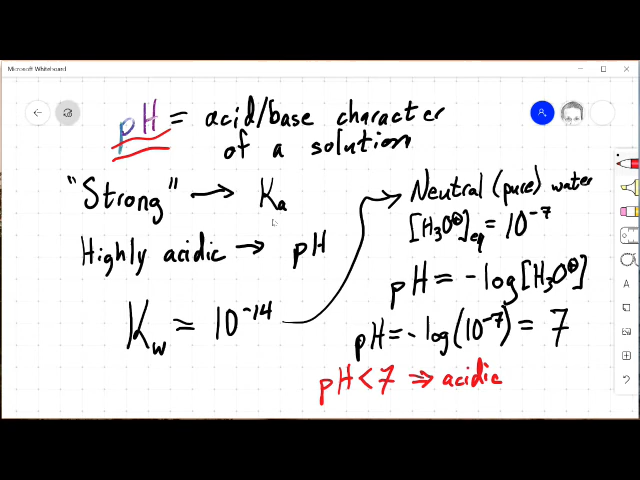 Microsoft Whiteboard
pH = acid/base character
of a solution
"Strong" → Ka
Highly acidic → pH
Kw = 10⁻¹⁴
Neutral (pure) water
[H₃O⊕]eq = 10⁻⁷
pH = -log[H₃O⊕]
pH = -log(10⁻⁷) = 7
pH < 7 ⇒ acidic